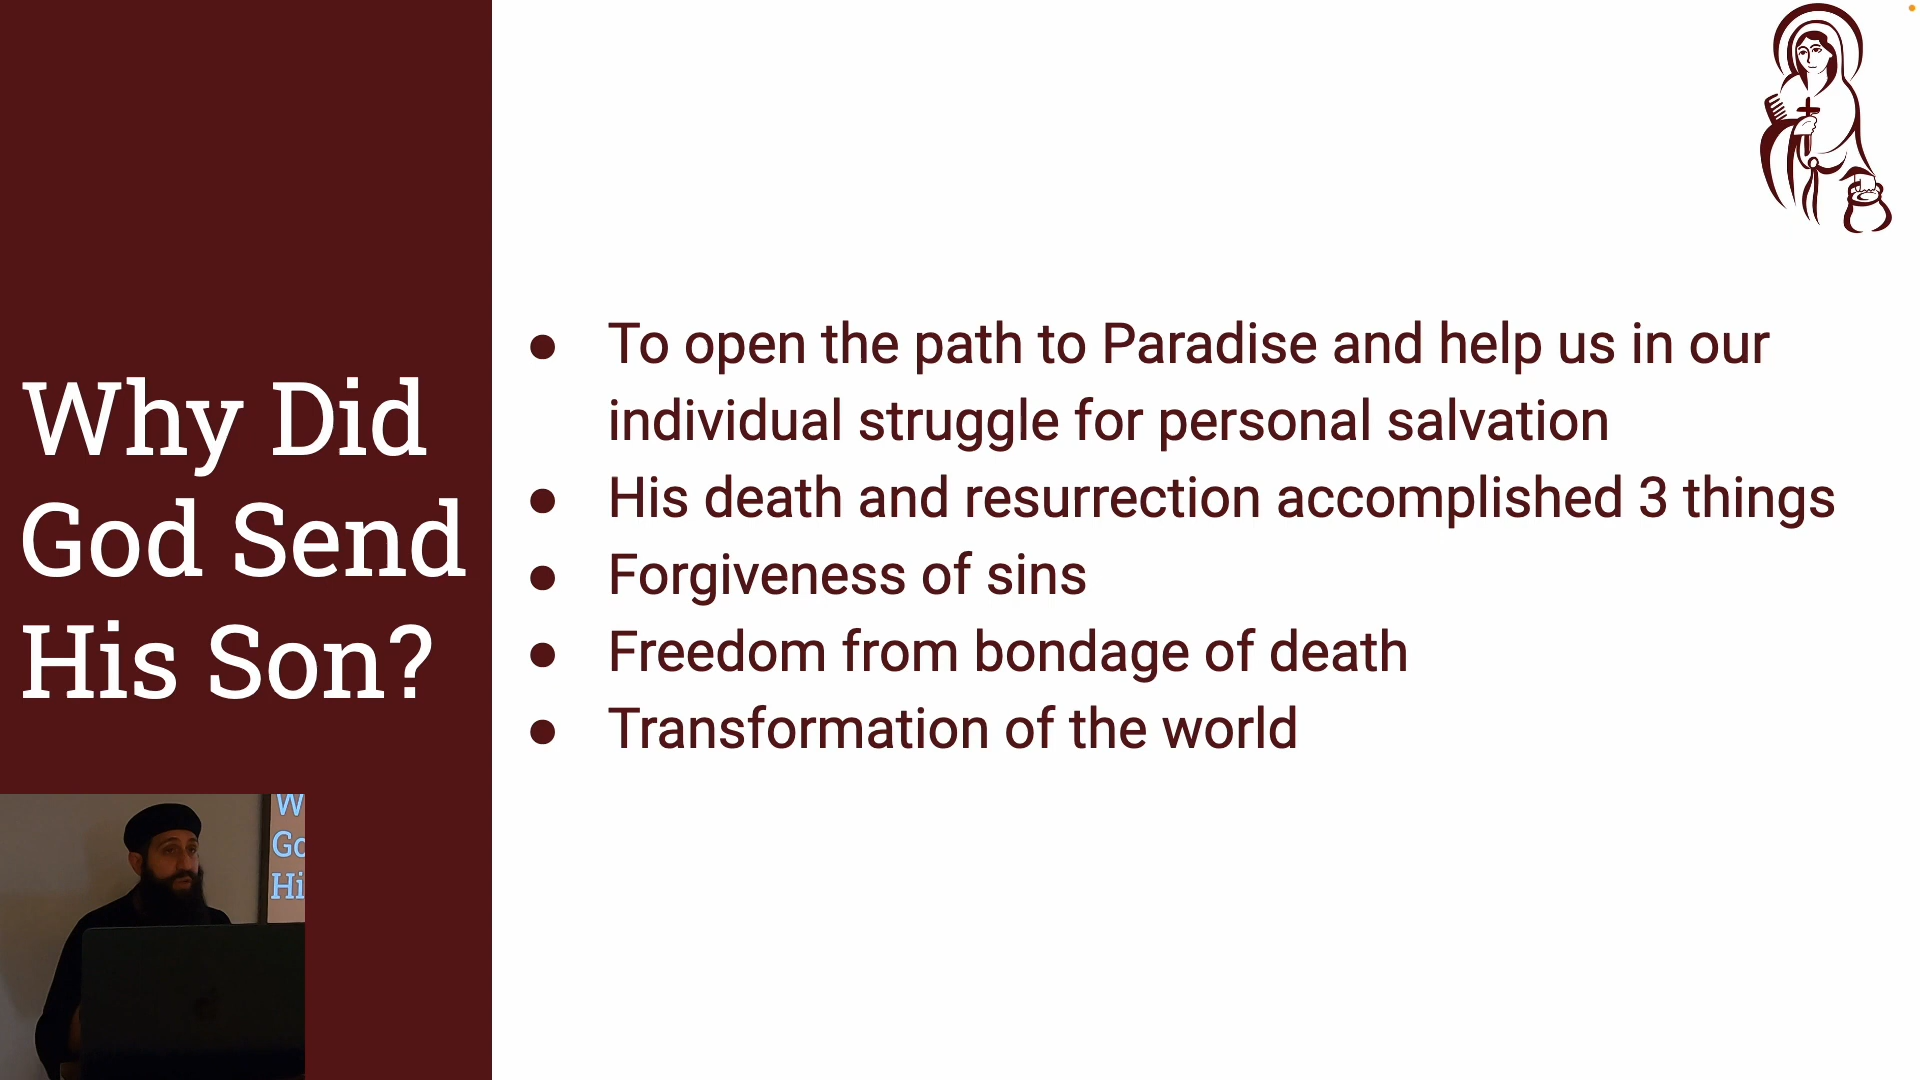 Why Did
God Send
His Son?
● To open the path to Paradise and help us in our
individual struggle for personal salvation
● His death and resurrection accomplished 3 things
● Forgiveness of sins
● Freedom from bondage of death
● Transformation of the world
W
Go
Hi